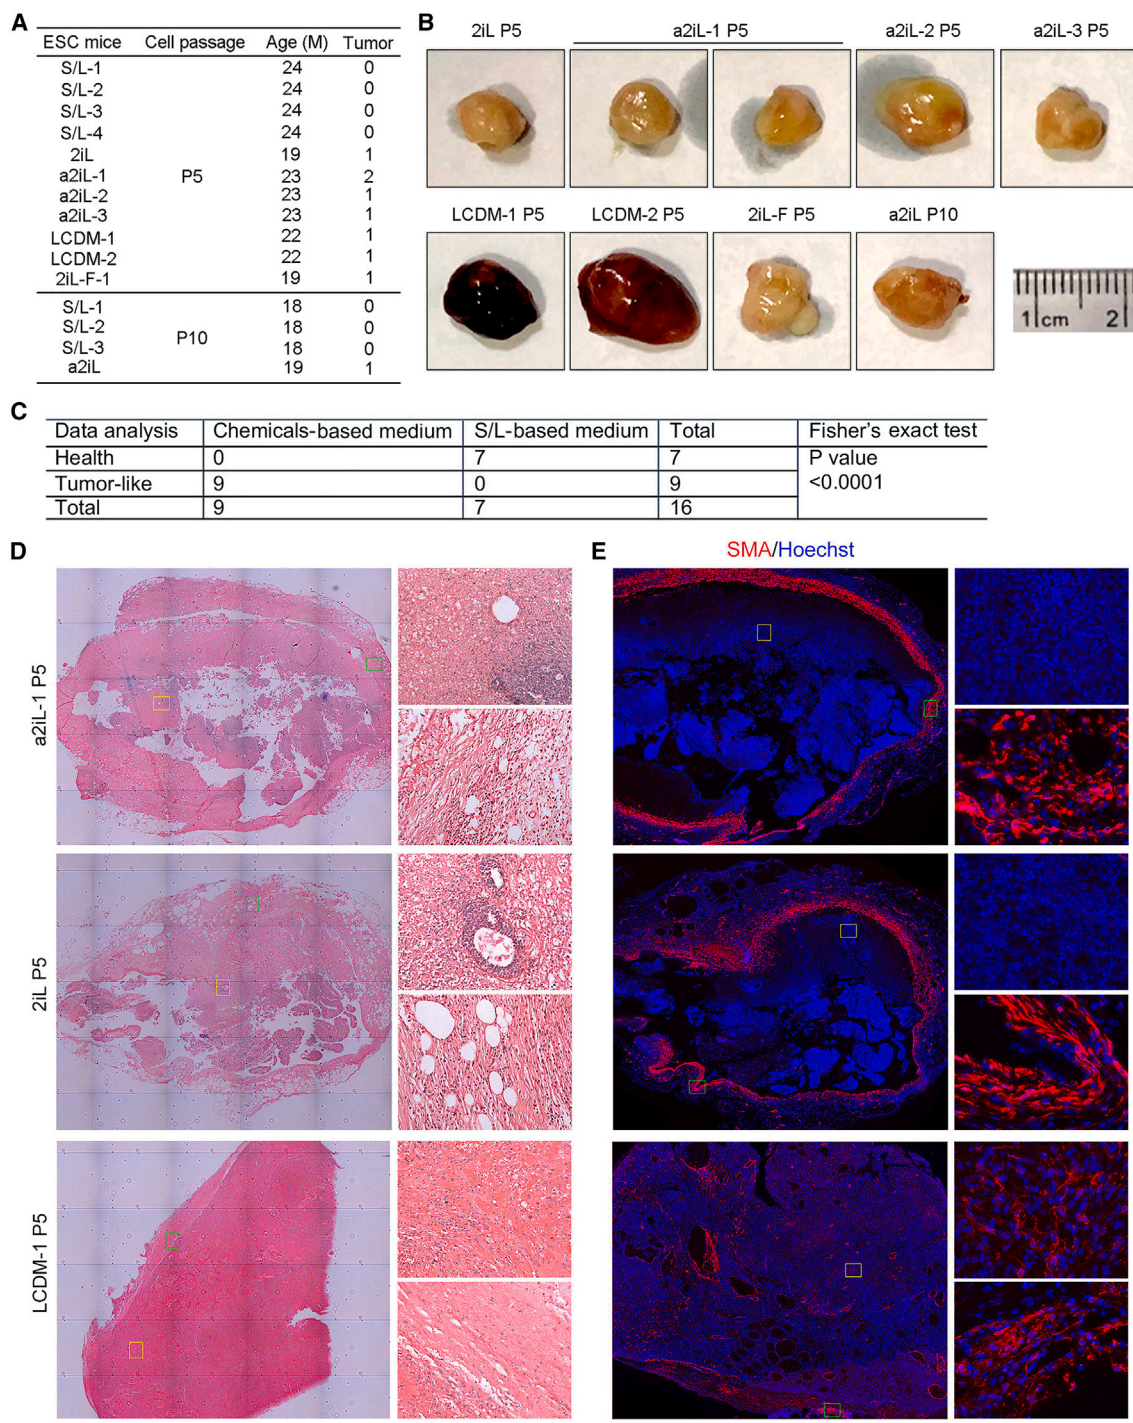 A
ESC mice Cell passage Age (M) Tumor
S/L-1 24 0
S/L-2 24 0
S/L-3 24 0
S/L-4 24 0
2iL 19 1
a2iL-1 P5 23 2
a2iL-2 23 1
a2iL-3 23 1
LCDM-1 22 1
LCDM-2 22 1
2iL-F-1 19 1
S/L-1 18 0
S/L-2 P10 18 0
S/L-3 18 0
a2iL 19 1
B
2iL P5 a2iL-1 P5 a2iL-2 P5 a2iL-3 P5
LCDM-1 P5 LCDM-2 P5 2iL-F P5 a2iL P10
1 cm 2
C
Data analysis Chemicals-based medium S/L-based medium Total Fisher's exact test
Health 0 7 7 P value
Tumor-like 9 0 9 <0.0001
Total 9 7 16
D
a2iL-1 P5
2iL P5
LCDM-1 P5
E
SMA/Hoechst